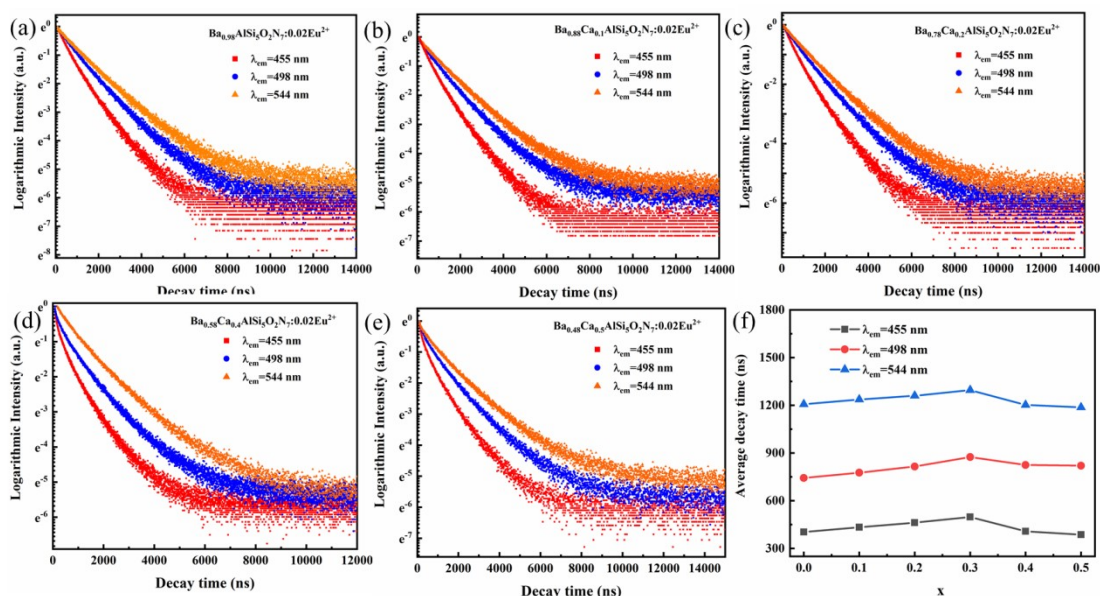 (a)
Ba0.98AlSi5O2N7:0.02Eu2+
λem=455 nm
λem=498 nm
λem=544 nm
Logarithmic Intensity (a.u.)
e0
e-1
e-2
e-3
e-4
e-5
e-6
e-7
e-8
0 2000 4000 6000 8000 10000 12000 14000
Decay time (ns)
(b)
Ba0.88Ca0.1AlSi5O2N7:0.02Eu2+
λem=455 nm
λem=498 nm
λem=544 nm
Logarithmic Intensity (a.u.)
e0
e-1
e-2
e-3
e-4
e-5
e-6
e-7
0 2000 4000 6000 8000 10000 12000 14000
Decay time (ns)
(c)
Ba0.78Ca0.2AlSi5O2N7:0.02Eu2+
λem=455 nm
λem=498 nm
λem=544 nm
Logarithmic Intensity (a.u.)
e0
e-2
e-4
e-6
0 2000 4000 6000 8000 10000 12000 14000
Decay time (ns)
(d)
Ba0.58Ca0.4AlSi5O2N7:0.02Eu2+
λem=455 nm
λem=498 nm
λem=544 nm
Logarithmic Intensity (a.u.)
e0
e-1
e-2
e-3
e-4
e-5
e-6
0 2000 4000 6000 8000 10000 12000
Decay time (ns)
(e)
Ba0.48Ca0.5AlSi5O2N7:0.02Eu2+
λem=455 nm
λem=498 nm
λem=544 nm
Logarithmic Intensity (a.u.)
e0
e-1
e-2
e-3
e-4
e-5
e-6
e-7
0 2000 4000 6000 8000 10000 12000 14000
Decay time (ns)
(f)
λem=455 nm
λem=498 nm
λem=544 nm
Average decay time (ns)
1800
1500
1200
900
600
300
0.0 0.1 0.2 0.3 0.4 0.5
x